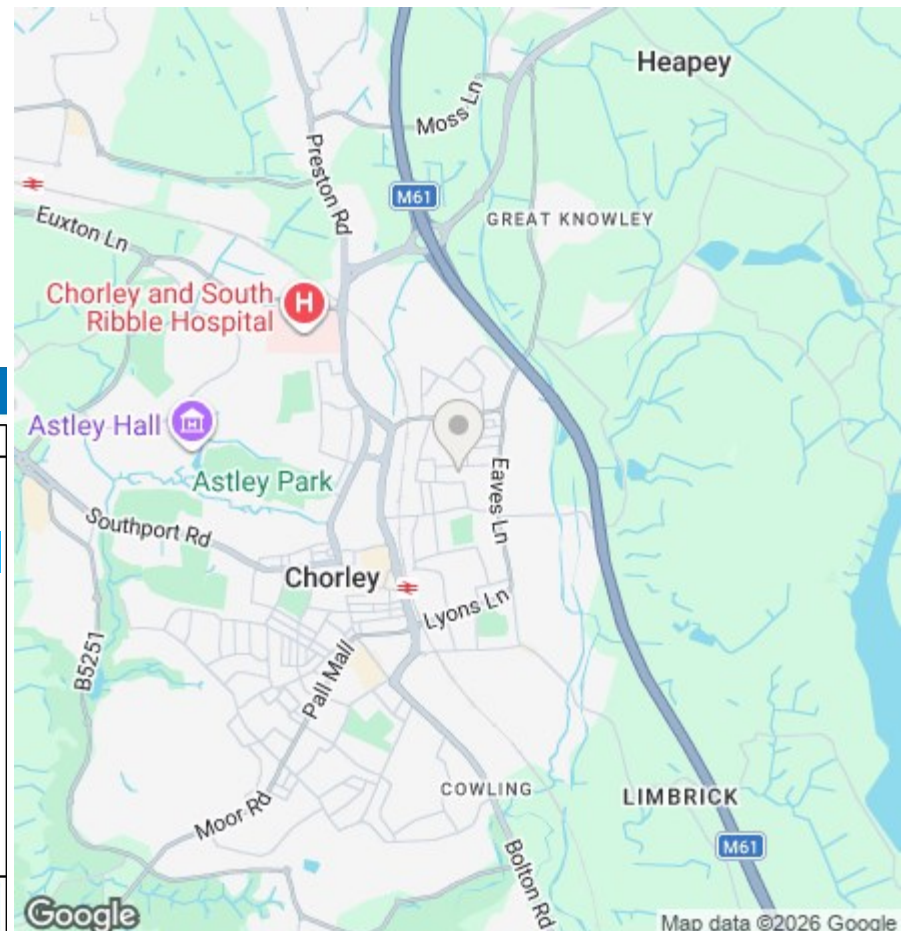 Heapey
Moss Ln
Preston Rd
M61
GREAT KNOWLEY
Euxton Ln
Chorley and South
Ribble Hospital
H
Astley Hall
Astley Park
Eaves Ln
Southport Rd
Chorley
Lyons Ln
B5251
Pall Mall
COWLING
LIMBRICK
Moor Rd
M61
Bolton Rd
Google
Map data ©2026 Google